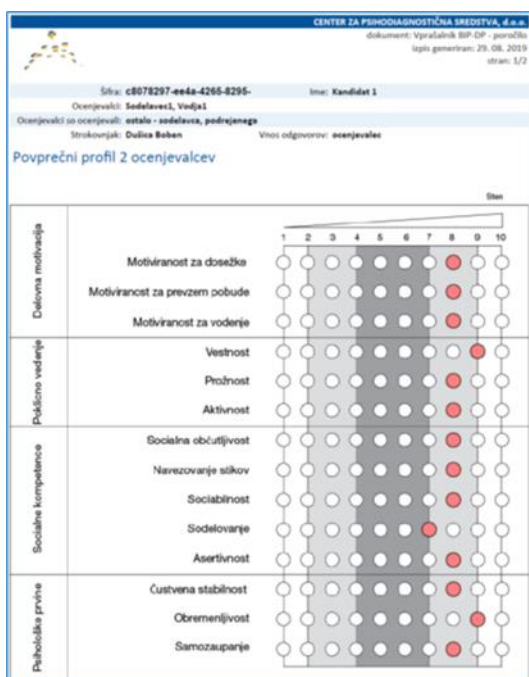 CENTER ZA PSIHODIAGNOSTIČNA SREDSTVA, d.o.o.
dokument: Vprašalnik BIP-DP - poročilo
izpis generiran: 29. 08. 2019
stran: 1/2
Šifra: c8078297-ee4a-4265-8295- Ime: Kandidat 1
Ocenjevalci: Sodelavec1, Vodja1
Ocenjevalci so ocenjevali: ostalo - sodelavca, podrejenega
Strokovnjak: Dušica Boben Vnos odgovorov: ocenjevalec
Povprečni profil 2 ocenjevalcev
Sten
1 2 3 4 5 6 7 8 9 10
Delovna motivacija
Motiviranost za dosežke
Motiviranost za prevzem pobude
Motiviranost za vodenje
Poklicno vedenje
Vestnost
Prožnost
Aktivnost
Socialne kompetence
Socialna občutljivost
Navezovanje stikov
Sociabilnost
Sodelovanje
Asertivnost
Psihološke prvine
Čustvena stabilnost
Obremenljivost
Samozaupanje